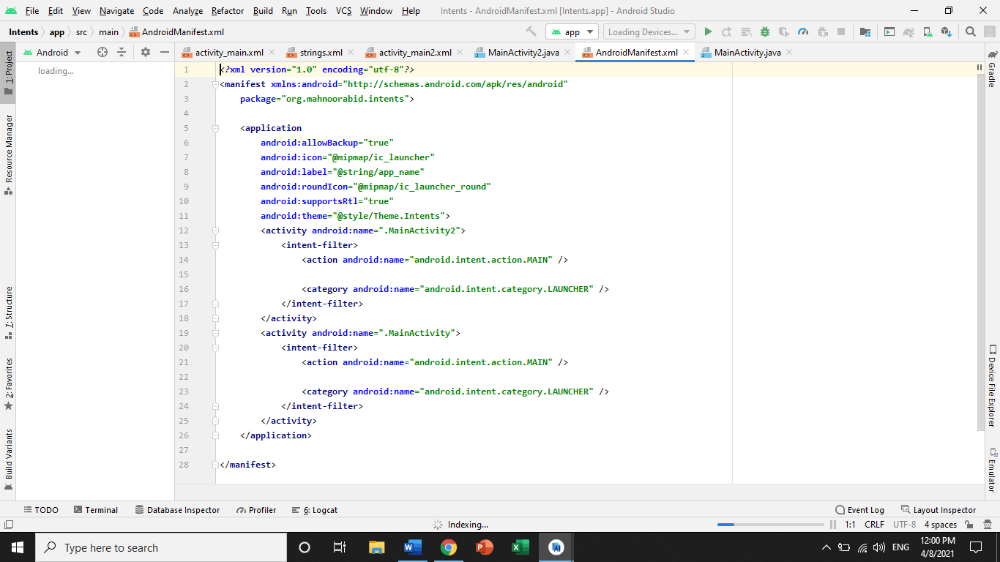 File Edit View Navigate Code Analyze Refactor Build Run Tools VCS Window Help Intents - AndroidManifest.xml [Intents.app] - Android Studio
Intents app src main AndroidManifest.xml app Loading Devices...
1: Project
Resource Manager
7: Structure
2: Favorites
Build Variants
Android
loading...
activity_main.xml strings.xml activity_main2.xml MainActivity2.java AndroidManifest.xml MainActivity.java
1 <?xml version="1.0" encoding="utf-8"?>
2 <manifest xmlns:android="http://schemas.android.com/apk/res/android"
3 package="org.mahnoorabid.intents">
4
5 <application
6 android:allowBackup="true"
7 android:icon="@mipmap/ic_launcher"
8 android:label="@string/app_name"
9 android:roundIcon="@mipmap/ic_launcher_round"
10 android:supportsRtl="true"
11 android:theme="@style/Theme.Intents">
12 <activity android:name=".MainActivity2">
13 <intent-filter>
14 <action android:name="android.intent.action.MAIN" />
15
16 <category android:name="android.intent.category.LAUNCHER" />
17 </intent-filter>
18 </activity>
19 <activity android:name=".MainActivity">
20 <intent-filter>
21 <action android:name="android.intent.action.MAIN" />
22
23 <category android:name="android.intent.category.LAUNCHER" />
24 </intent-filter>
25 </activity>
26 </application>
27
28 </manifest>
Gradle
Device File Explorer
Emulator
TODO Terminal Database Inspector Profiler 6: Logcat Event Log Layout Inspector
Indexing... 1:1 CRLF UTF-8 4 spaces
Type here to search ENG 12:00 PM
4/8/2021